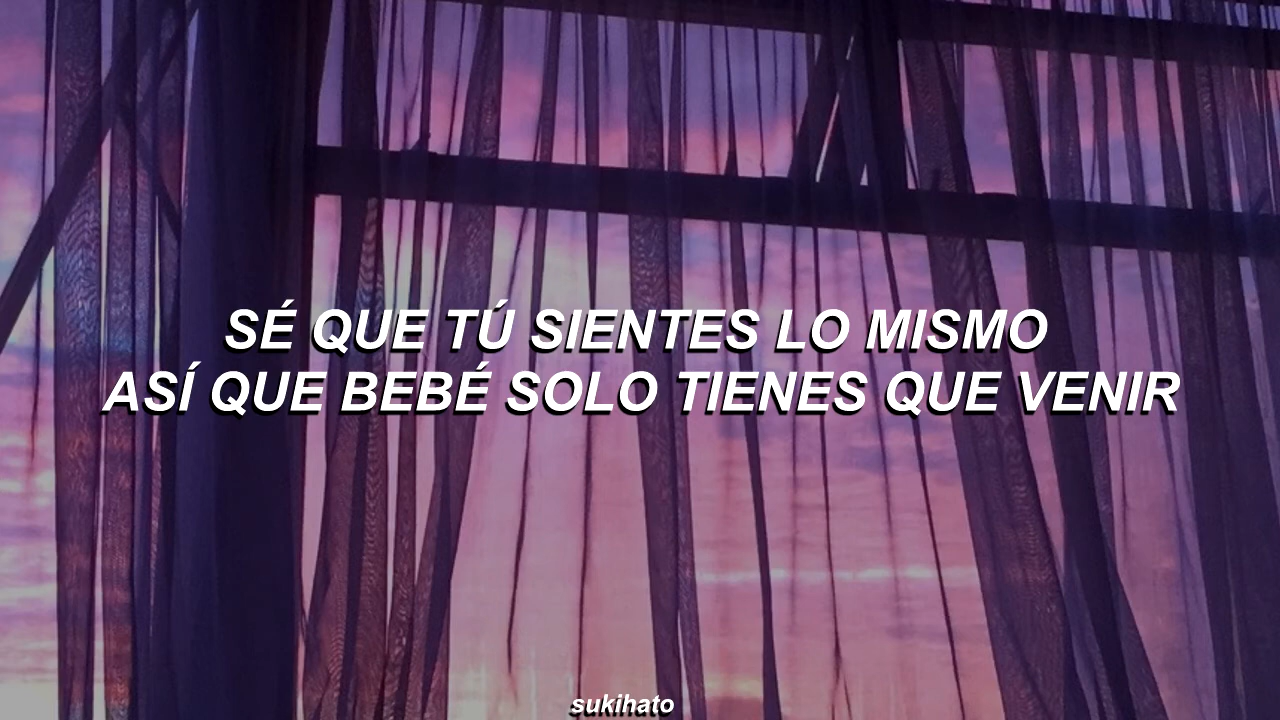 SÉ QUE TÚ SIENTES LO MISMO
ASÍ QUE BEBÉ SOLO TIENES QUE VENIR
sukihato